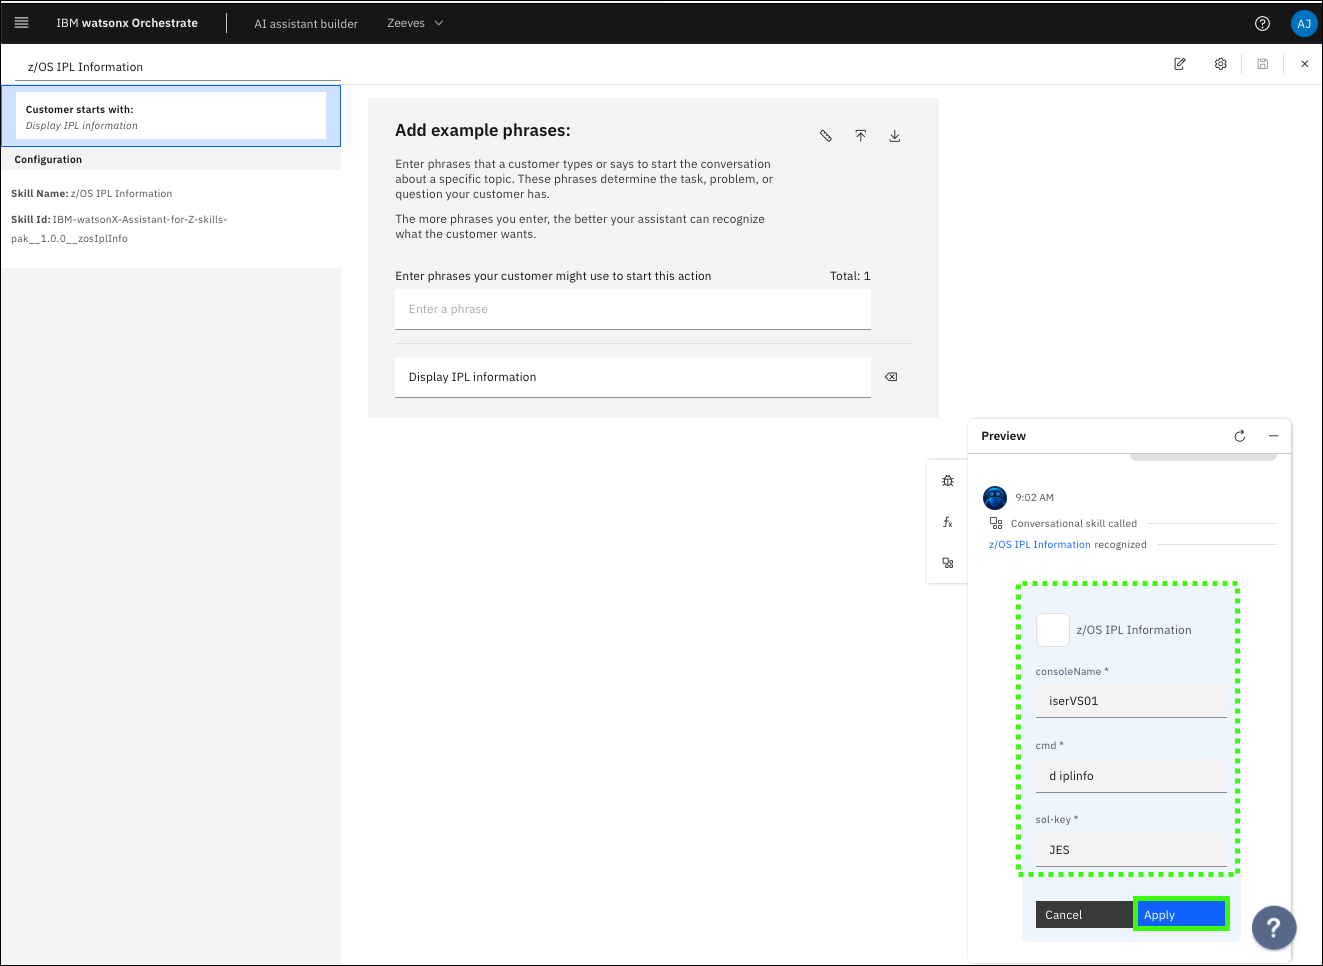 IBM watsonx Orchestrate
AI assistant builder
Zeeves
AJ
z/OS IPL Information
Customer starts with:
Display IPL information
Configuration
Skill Name: z/OS IPL Information
Skill Id: IBM-watsonX-Assistant-for-Z-skills-
pak__1.0.0__zosIplInfo
Add example phrases:
Enter phrases that a customer types or says to start the conversation
about a specific topic. These phrases determine the task, problem, or
question your customer has.
The more phrases you enter, the better your assistant can recognize
what the customer wants.
Enter phrases your customer might use to start this action
Total: 1
Enter a phrase
Display IPL information
Preview
9:02 AM
Conversational skill called
z/OS IPL Information recognized
z/OS IPL Information
consoleName *
iserVS01
cmd *
d iplinfo
sol-key *
JES
Cancel
Apply
?